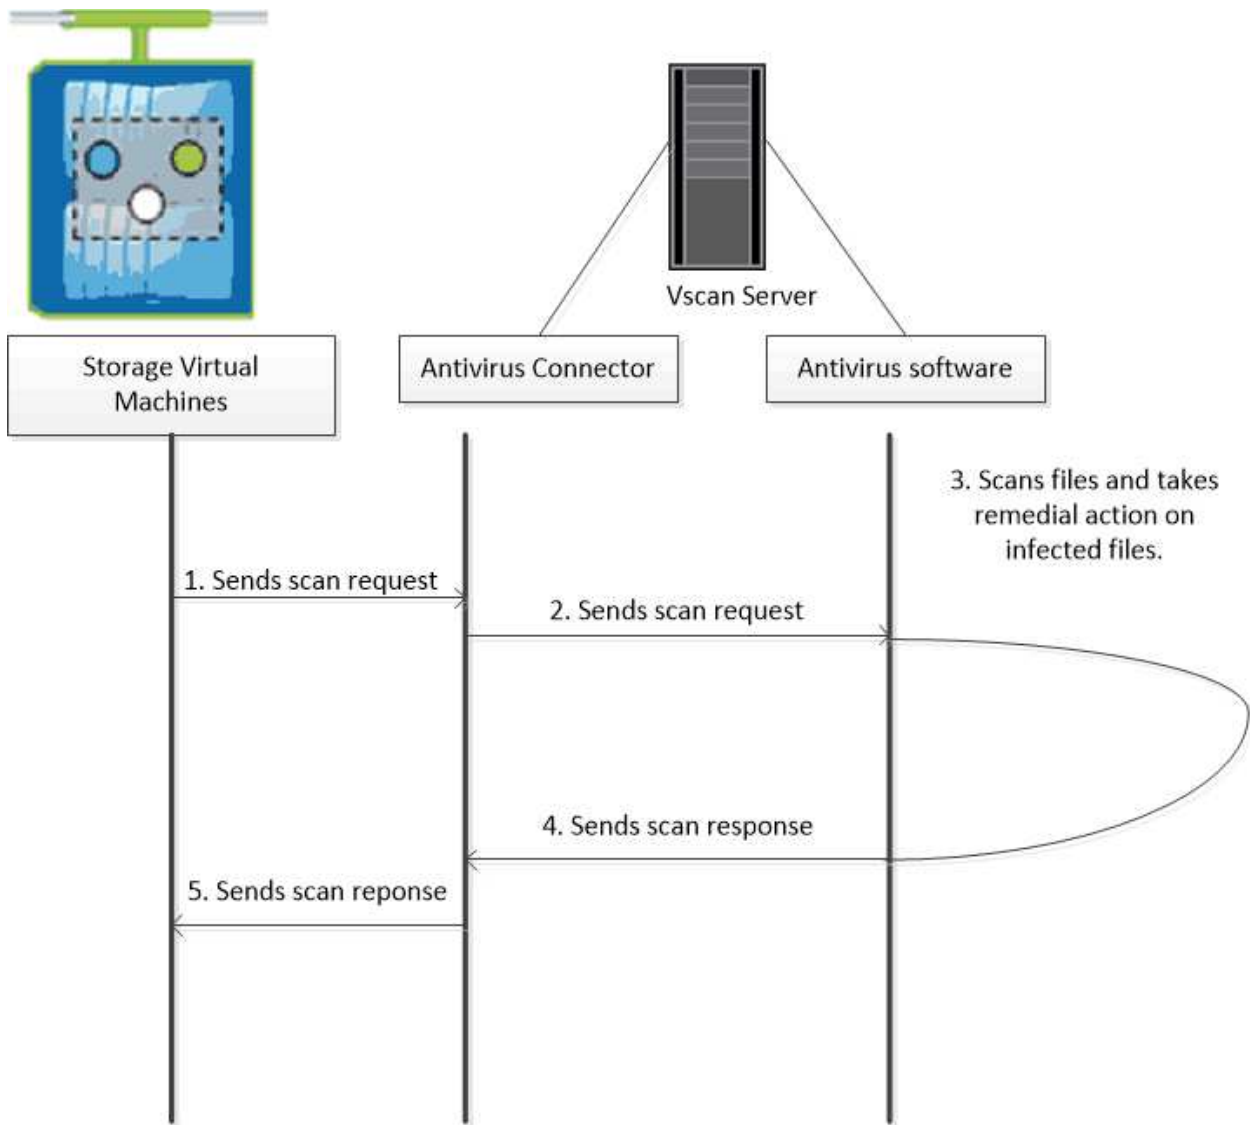 Vscan Server
Storage Virtual
Machines
Antivirus Connector
Antivirus software
3. Scans files and takes
remedial action on
infected files.
1. Sends scan request
2. Sends scan request
4. Sends scan response
5. Sends scan reponse